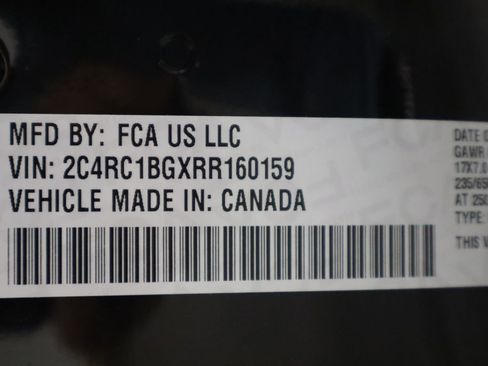 MFD BY: FCA US LLC
VIN: 2C4RC1BGXRR160159
VEHICLE MADE IN: CANADA
DATE O
GAWR
17X7.0
235/65
AT 250
TYPE:
THIS V